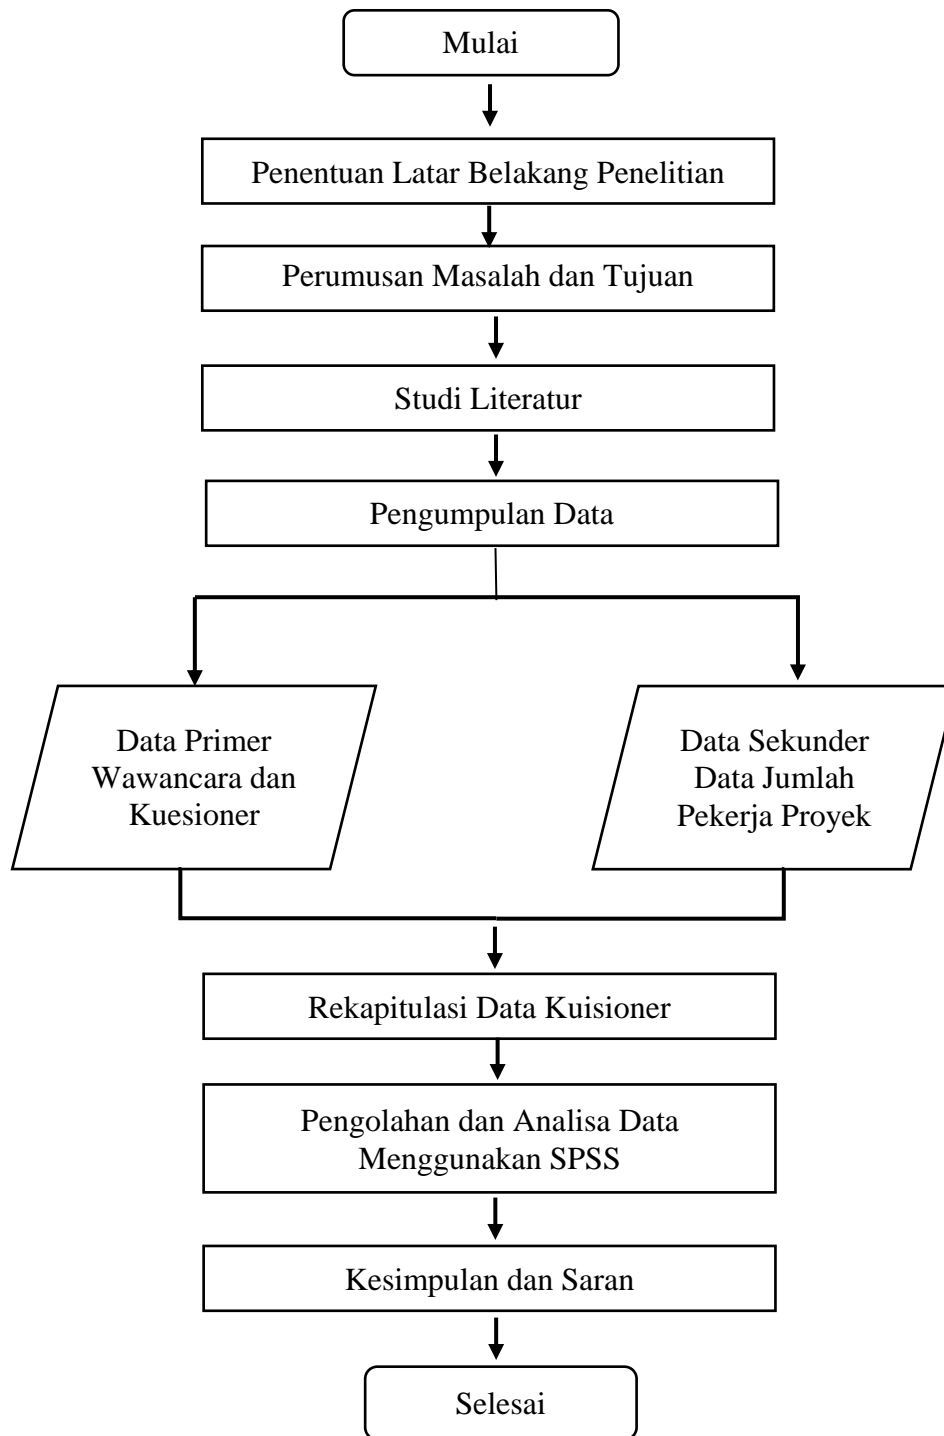 Mulai
Penentuan Latar Belakang Penelitian
Perumusan Masalah dan Tujuan
Studi Literatur
Pengumpulan Data
Data Primer
Wawancara dan
Kuesioner
Data Sekunder
Data Jumlah
Pekerja Proyek
Rekapitulasi Data Kuisioner
Pengolahan dan Analisa Data
Menggunakan SPSS
Kesimpulan dan Saran
Selesai